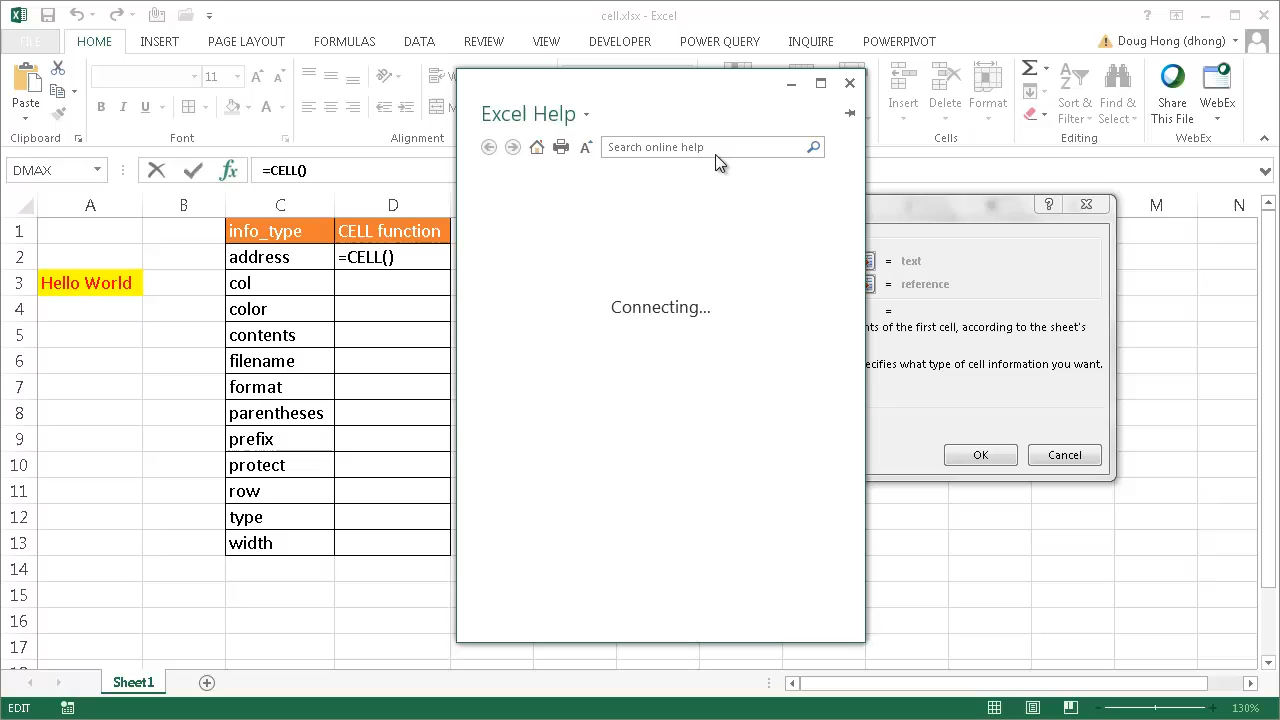 cell.xlsx - Excel
FILE HOME INSERT PAGE LAYOUT FORMULAS DATA REVIEW VIEW DEVELOPER POWER QUERY INQUIRE POWERPIVOT Doug Hong (dhong)
Paste
11
B I U A
Insert Delete Format
Σ
Sort & Filter
Find & Select
Share This File
WebEx
Clipboard Font Alignment Cells Editing WebEx
DMAX fx =CELL()
A B C D M N
1 info_type CELL function
2 address =CELL()
3 Hello World col
4 color
5 contents
6 filename
7 format
8 parentheses
9 prefix
10 protect
11 row
12 type
13 width
14
15
16
17
Excel Help
Search online help
Connecting...
= text
= reference
=
nts of the first cell, according to the sheet's
ecifies what type of cell information you want.
OK Cancel
Sheet1
EDIT 130%